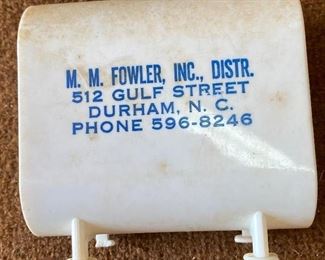 M. M. FOWLER, INC., DISTR.
512 GULF STREET
DURHAM, N. C.
PHONE 596-8246